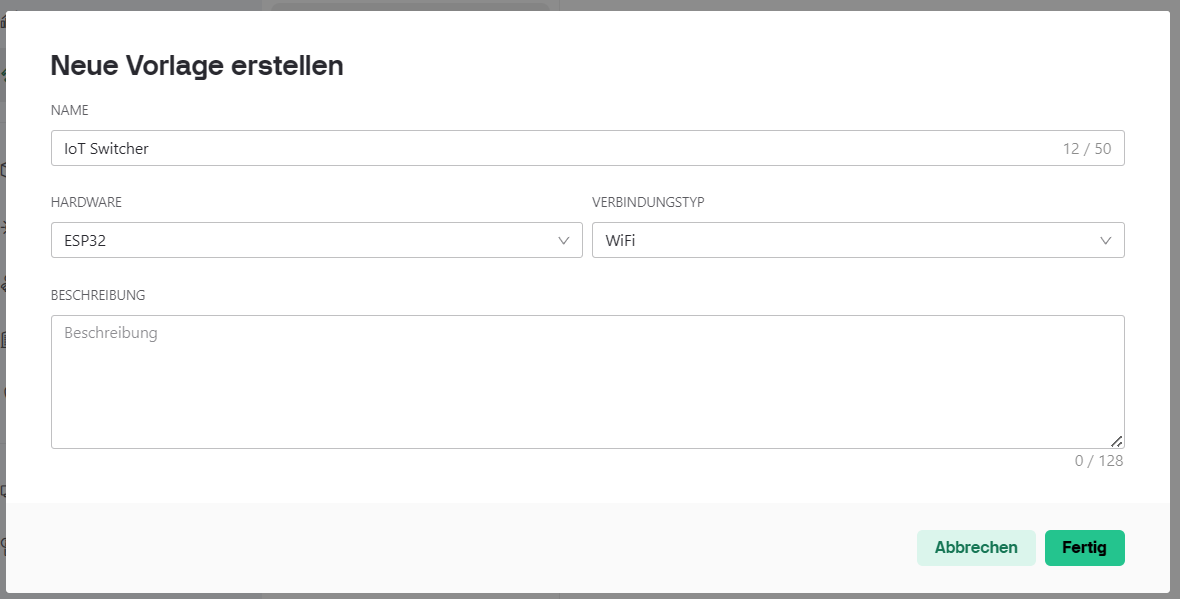 Neue Vorlage erstellen
NAME
IoT Switcher 12 / 50
HARDWARE VERBINDUNGSTYP
ESP32 WiFi
BESCHREIBUNG
Beschreibung
0 / 128
Abbrechen Fertig